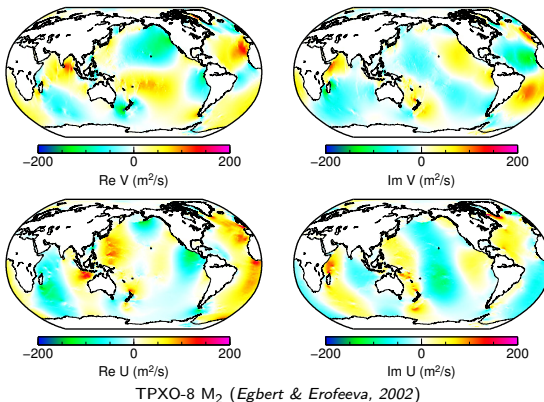 −200 0 200
Re V (m²/s)
−200 0 200
Im V (m²/s)
−200 0 200
Re U (m²/s)
−200 0 200
Im U (m²/s)
TPXO-8 M₂ (Egbert & Erofeeva, 2002)